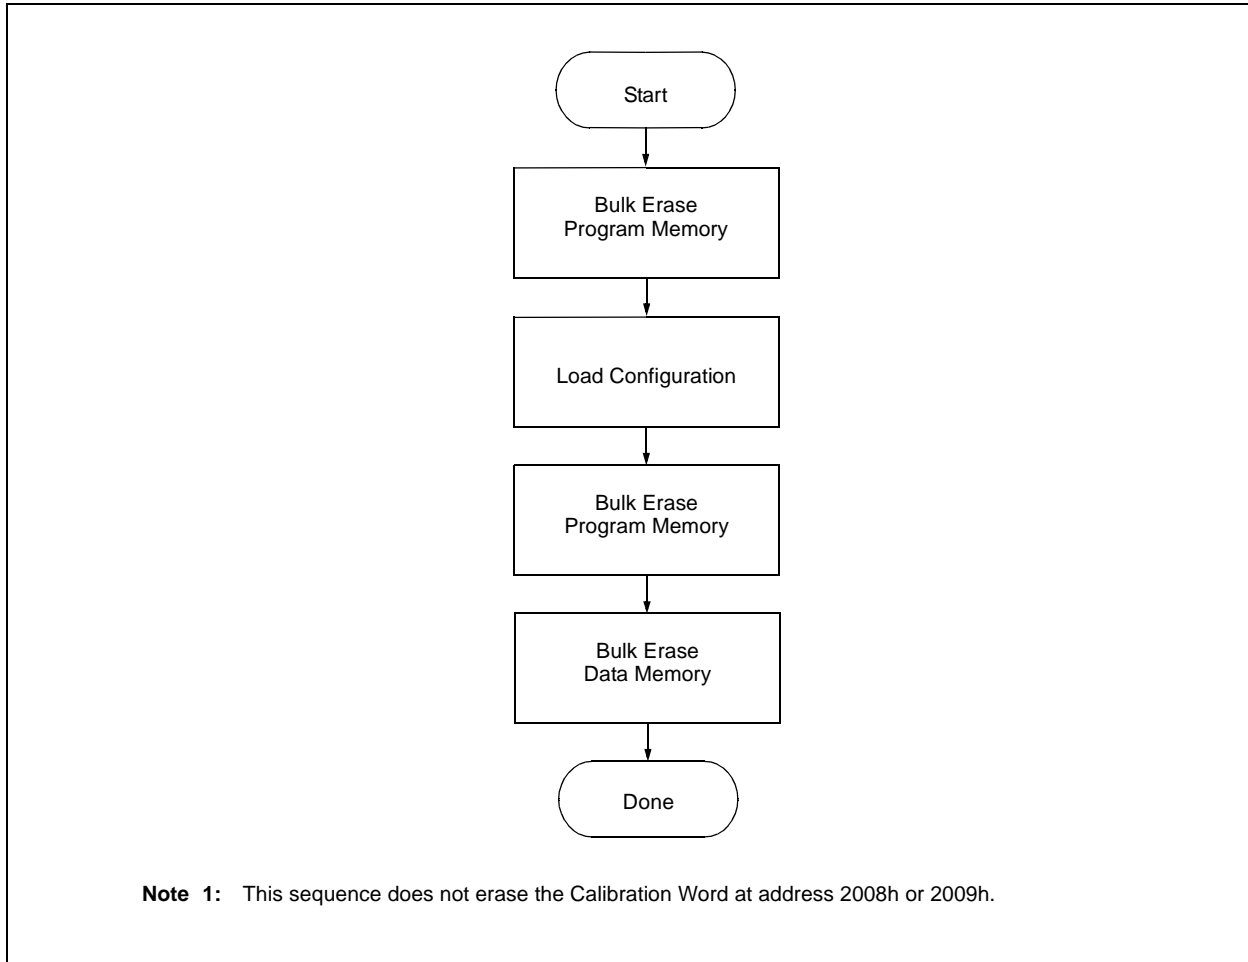 Start
Bulk Erase
Program Memory
Load Configuration
Bulk Erase
Program Memory
Bulk Erase
Data Memory
Done
Note 1: This sequence does not erase the Calibration Word at address 2008h or 2009h.